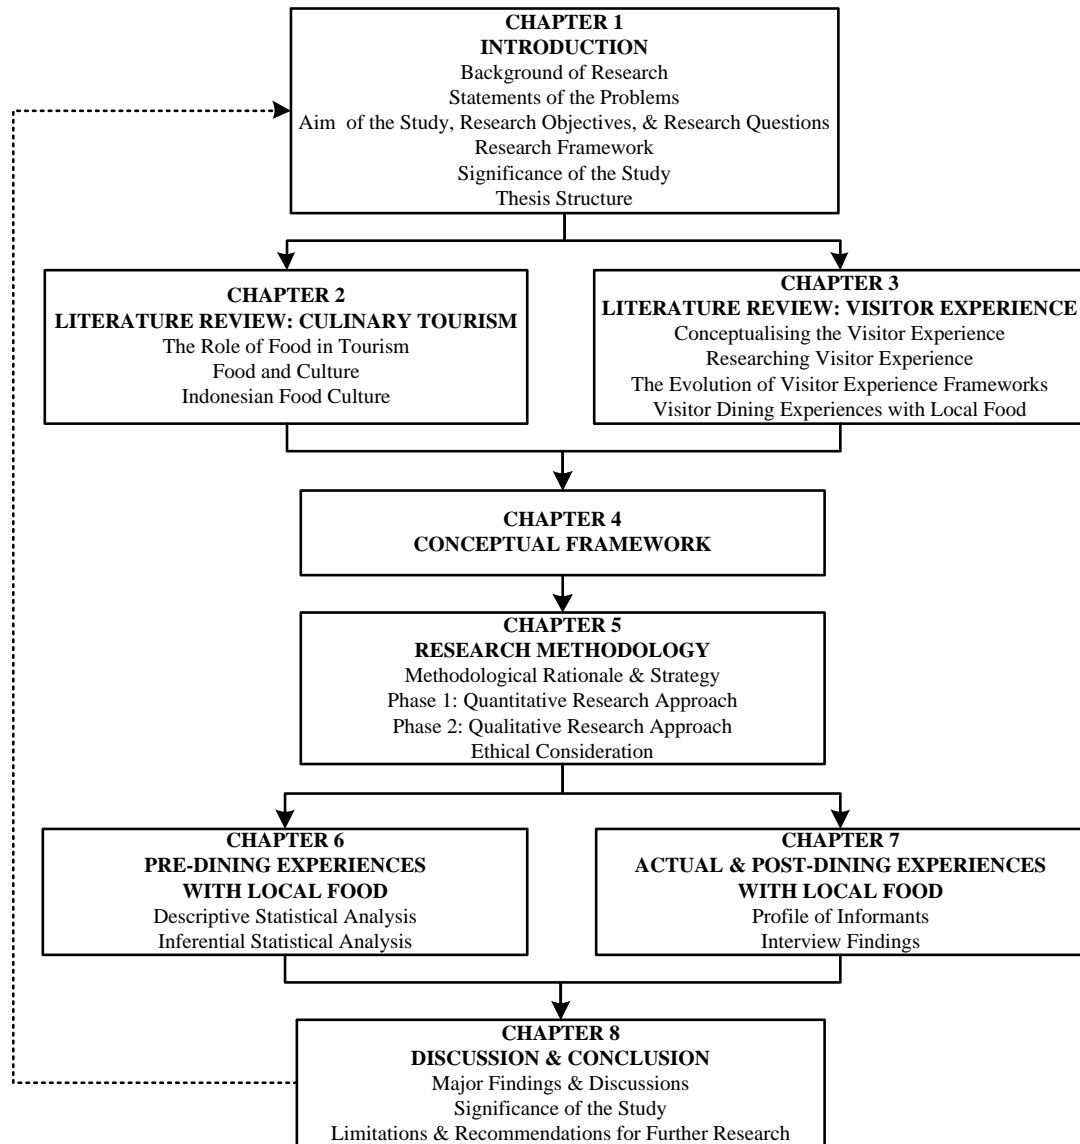 CHAPTER 1
INTRODUCTION
Background of Research
Statements of the Problems
Aim of the Study, Research Objectives, & Research Questions
Research Framework
Significance of the Study
Thesis Structure
CHAPTER 2
LITERATURE REVIEW: CULINARY TOURISM
The Role of Food in Tourism
Food and Culture
Indonesian Food Culture
CHAPTER 3
LITERATURE REVIEW: VISITOR EXPERIENCE
Conceptualising the Visitor Experience
Researching Visitor Experience
The Evolution of Visitor Experience Frameworks
Visitor Dining Experiences with Local Food
CHAPTER 4
CONCEPTUAL FRAMEWORK
CHAPTER 5
RESEARCH METHODOLOGY
Methodological Rationale & Strategy
Phase 1: Quantitative Research Approach
Phase 2: Qualitative Research Approach
Ethical Consideration
CHAPTER 6
PRE-DINING EXPERIENCES
WITH LOCAL FOOD
Descriptive Statistical Analysis
Inferential Statistical Analysis
CHAPTER 7
ACTUAL & POST-DINING EXPERIENCES
WITH LOCAL FOOD
Profile of Informants
Interview Findings
CHAPTER 8
DISCUSSION & CONCLUSION
Major Findings & Discussions
Significance of the Study
Limitations & Recommendations for Further Research